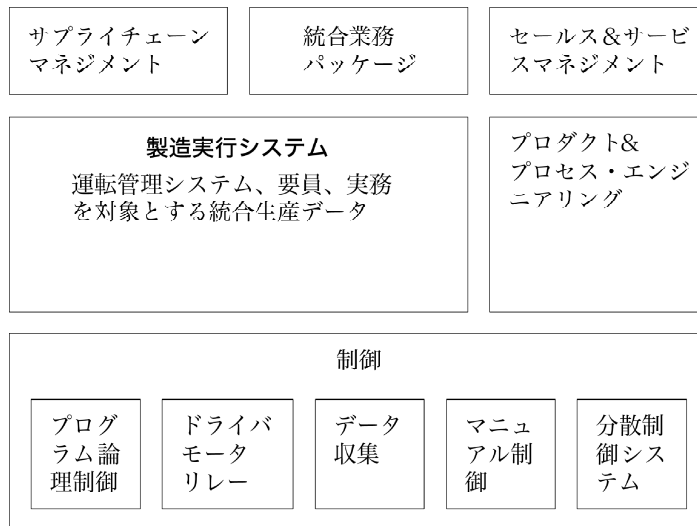 サプライチェーン
マネジメント
統合業務
パッケージ
セールス＆サービ
スマネジメント
製造実行システム
運転管理システム、要員、実務
を対象とする統合生産データ
プロダクト&
プロセス・エンジ
ニアリング
制御
プログ
ラム論
理制御
ドライバ
モータ
リレー
データ
収集
マニュ
アル制
御
分散制
御シス
テム